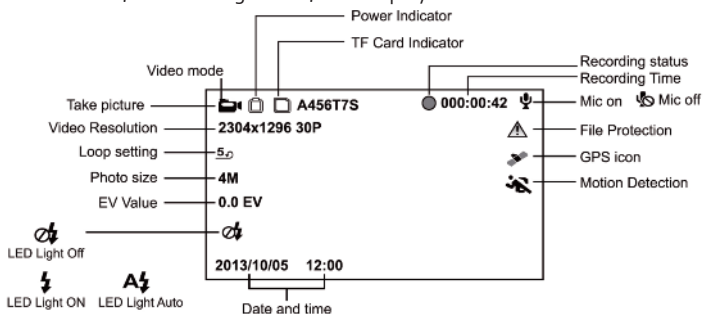 Power Indicator
TF Card Indicator
Video mode
Recording status
Recording Time
Take picture
A456T7S
000:00:42
Mic on
Mic off
Video Resolution
2304x1296 30P
File Protection
Loop setting
5
GPS icon
Photo size
4M
Motion Detection
EV Value
0.0 EV
LED Light Off
2013/10/05 12:00
A
LED Light ON
LED Light Auto
Date and time